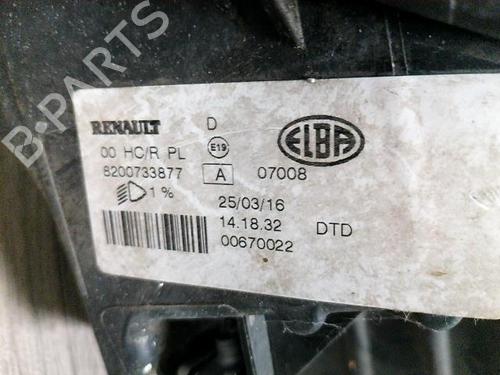 B-PARTS
RENAULT D ELBA
00 HC/R PL E19
8200733877 A 07008
1 % 25/03/16
14.18.32 DTD
00670022